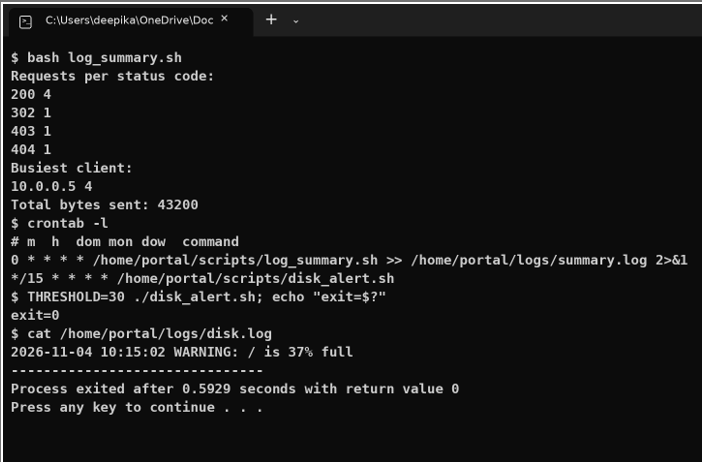 C:\Users\deepika\OneDrive\Doc
$ bash log_summary.sh
Requests per status code:
200 4
302 1
403 1
404 1
Busiest client:
10.0.0.5 4
Total bytes sent: 43200
$ crontab -l
# m  h  dom mon dow  command
0 * * * * /home/portal/scripts/log_summary.sh >> /home/portal/logs/summary.log 2>&1
*/15 * * * * /home/portal/scripts/disk_alert.sh
$ THRESHOLD=30 ./disk_alert.sh; echo "exit=$?"
exit=0
$ cat /home/portal/logs/disk.log
2026-11-04 10:15:02 WARNING: / is 37% full
-------------------------------
Process exited after 0.5929 seconds with return value 0
Press any key to continue . . .